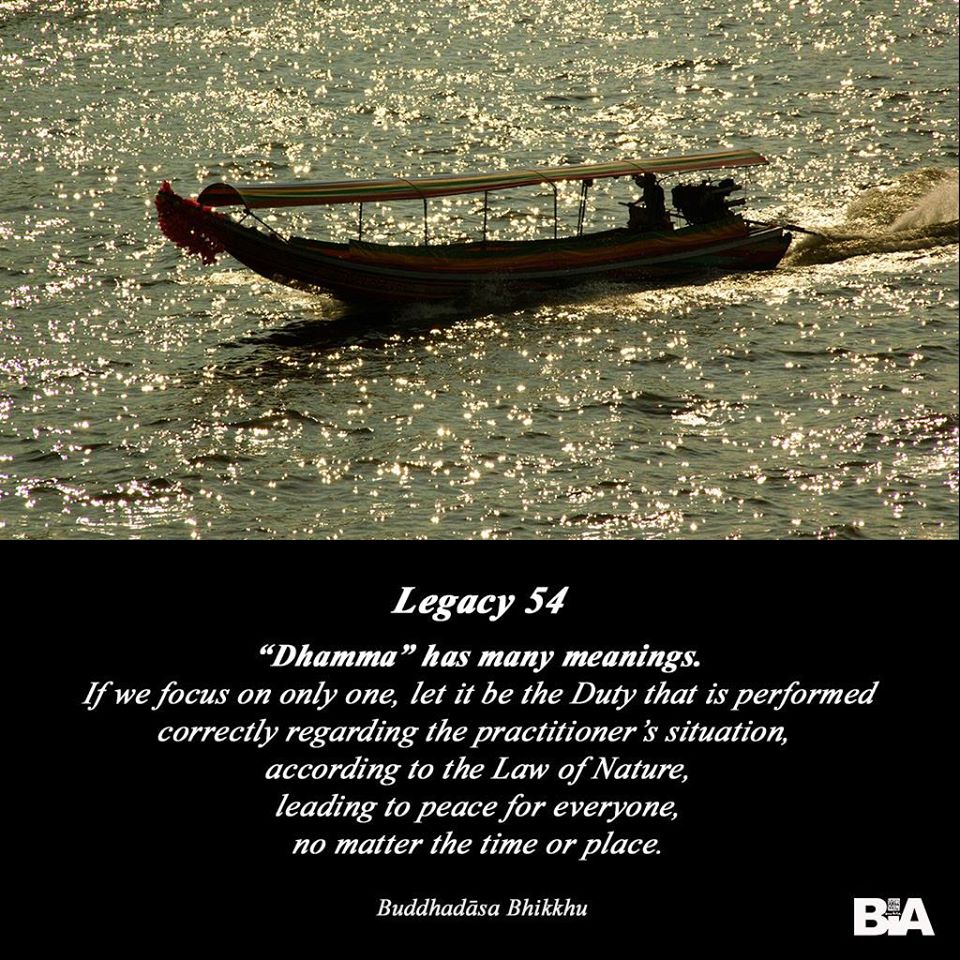 Legacy 54
“Dhamma” has many meanings.
If we focus on only one, let it be the Duty that is performed
correctly regarding the practitioner’s situation,
according to the Law of Nature,
leading to peace for everyone,
no matter the time or place.
Buddhadāsa Bhikkhu
BIA